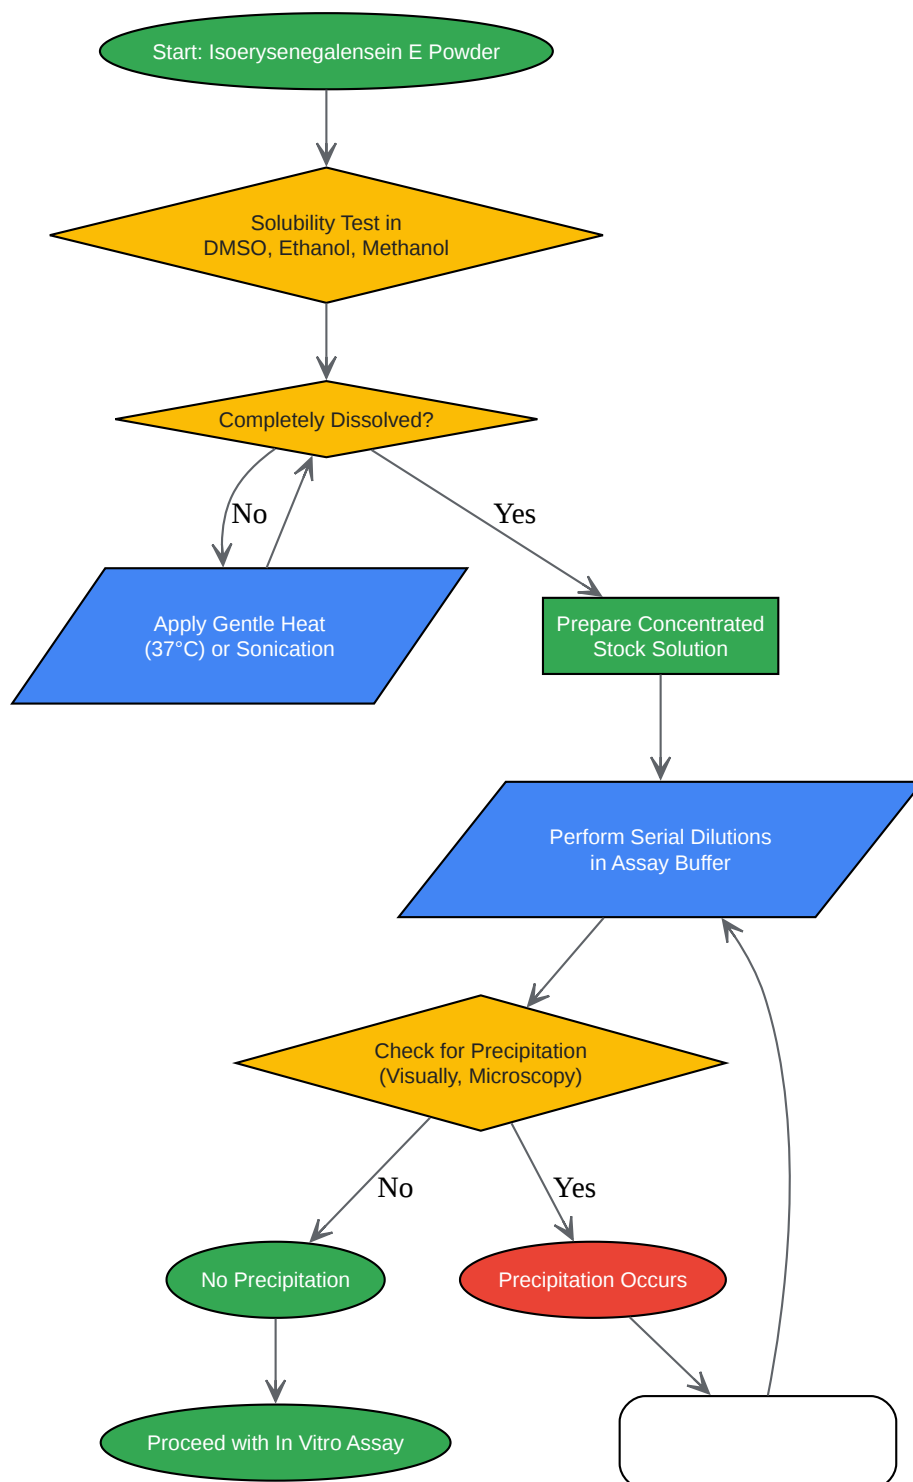 Start: Isoerysenegalensein E Powder
Solubility Test in
DMSO, Ethanol, Methanol
Completely Dissolved?
No
Yes
Apply Gentle Heat
(37°C) or Sonication
Prepare Concentrated
Stock Solution
Perform Serial Dilutions
in Assay Buffer
Check for Precipitation
(Visually, Microscopy)
No
Yes
No Precipitation
Precipitation Occurs
Proceed with In Vitro Assay